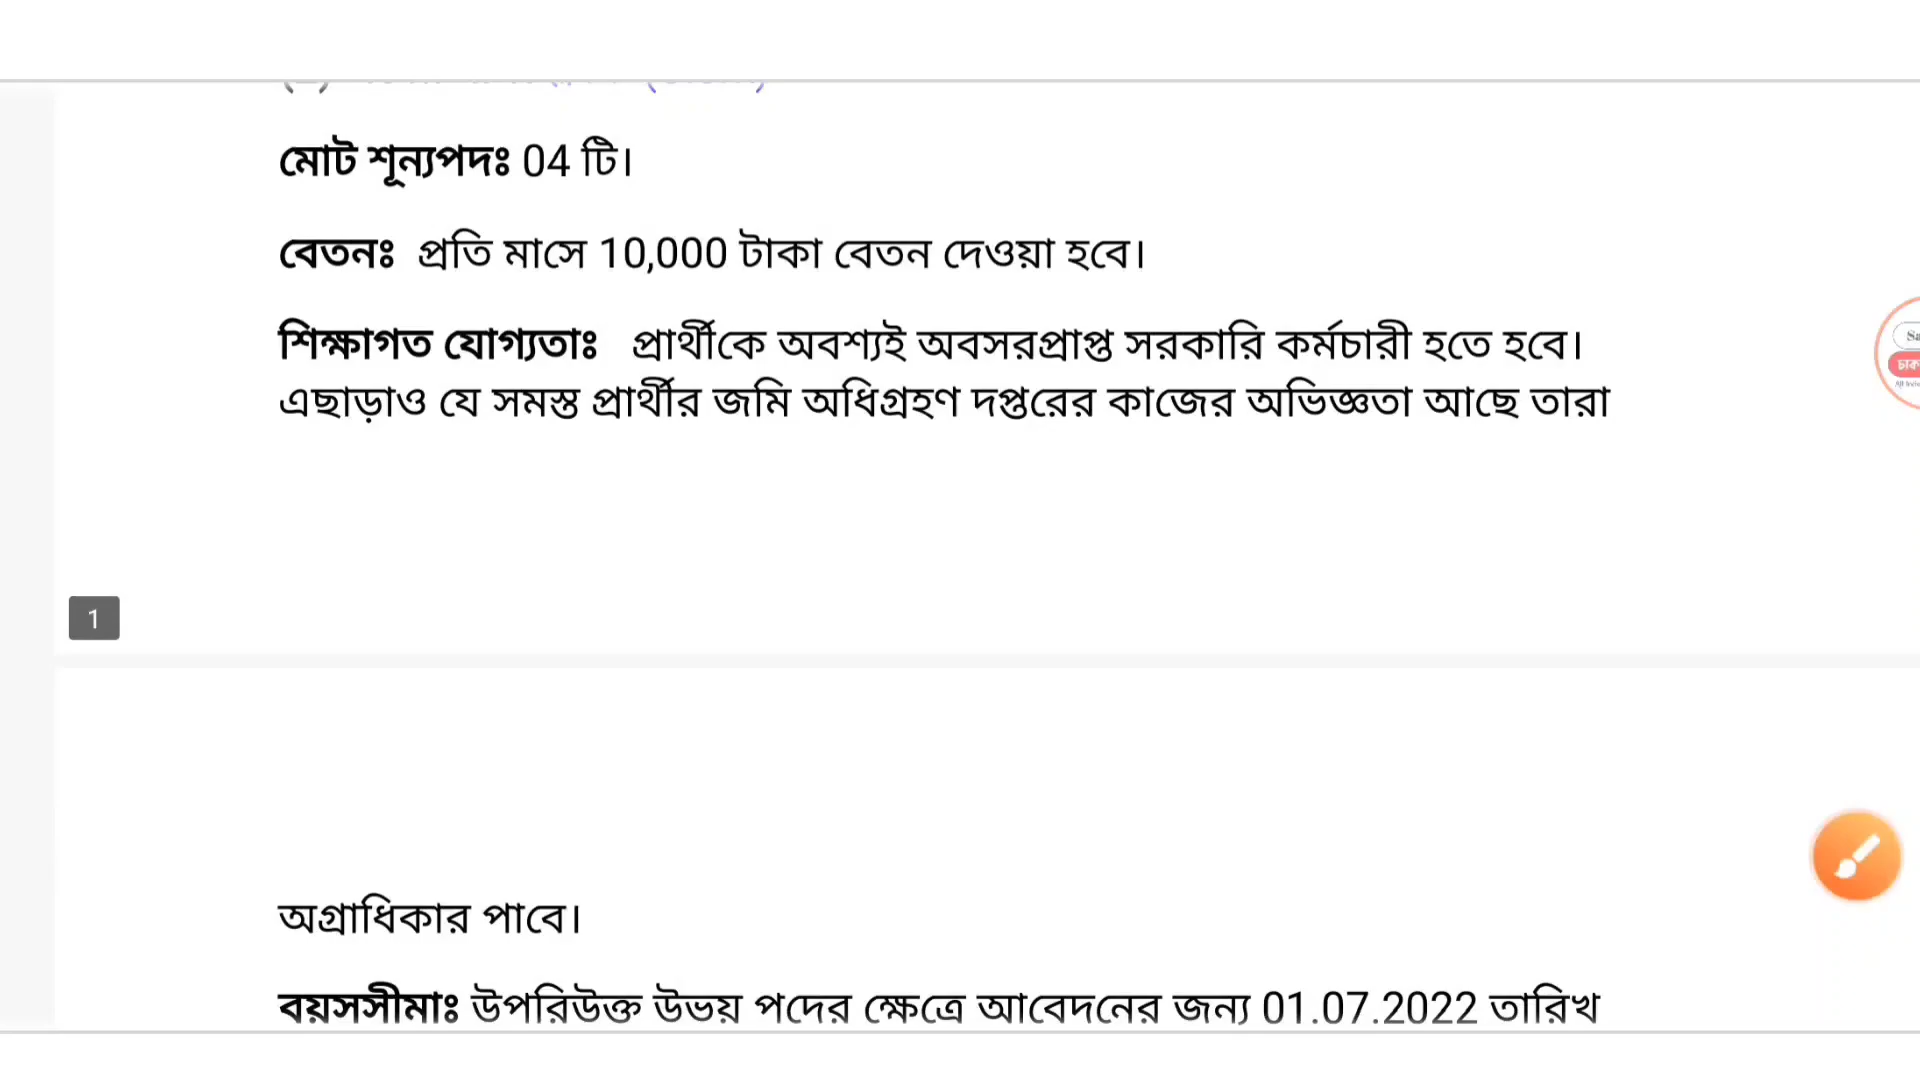 মোট শূন্যপদঃ 04 টি।
বেতনঃ প্রতি মাসে 10,000 টাকা বেতন দেওয়া হবে।
শিক্ষাগত যোগ্যতাঃ প্রার্থীকে অবশ্যই অবসরপ্রাপ্ত সরকারি কর্মচারী হতে হবে।
এছাড়াও যে সমস্ত প্রার্থীর জমি অধিগ্রহণ দপ্তরের কাজের অভিজ্ঞতা আছে তারা
1
অগ্রাধিকার পাবে।
বয়সসীমাঃ উপরিউক্ত উভয় পদের ক্ষেত্রে আবেদনের জন্য 01.07.2022 তারিখ